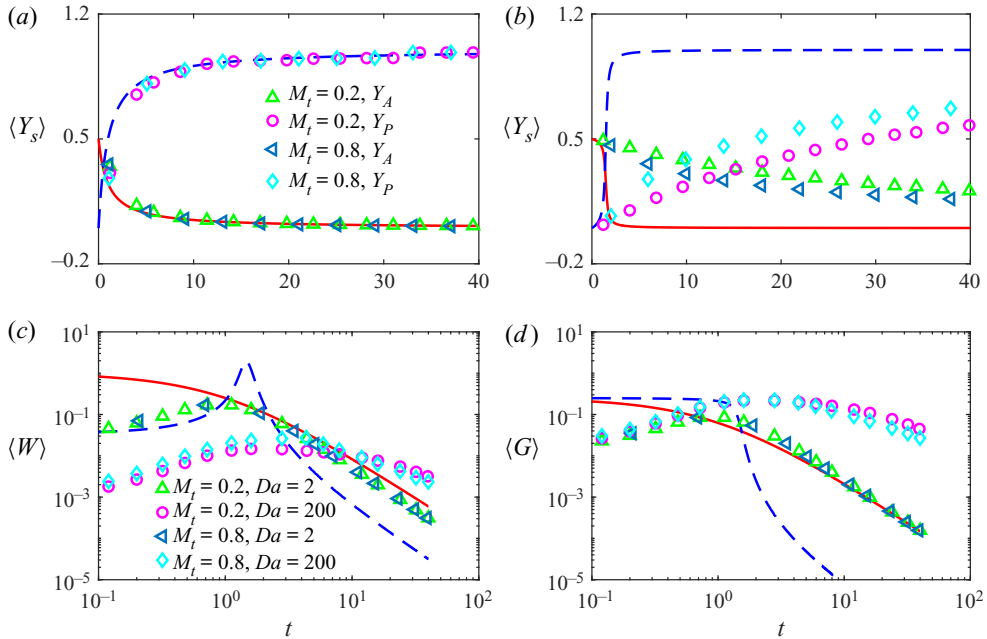 (a)
1.2
⟨Y_s⟩ 0.5
–0.2
0 10 20 30 40
M_t = 0.2, Y_A
M_t = 0.2, Y_P
M_t = 0.8, Y_A
M_t = 0.8, Y_P
(b)
1.2
⟨Y_s⟩ 0.5
–0.2
0 10 20 30 40
(c)
10^1
10^–1
⟨W⟩
10^–3
10^–5
M_t = 0.2, Da = 2
M_t = 0.2, Da = 200
M_t = 0.8, Da = 2
M_t = 0.8, Da = 200
10^–1 10^0 10^1 10^2
t
(d)
10^1
10^–1
⟨G⟩
10^–3
10^–5
10^–1 10^0 10^1 10^2
t